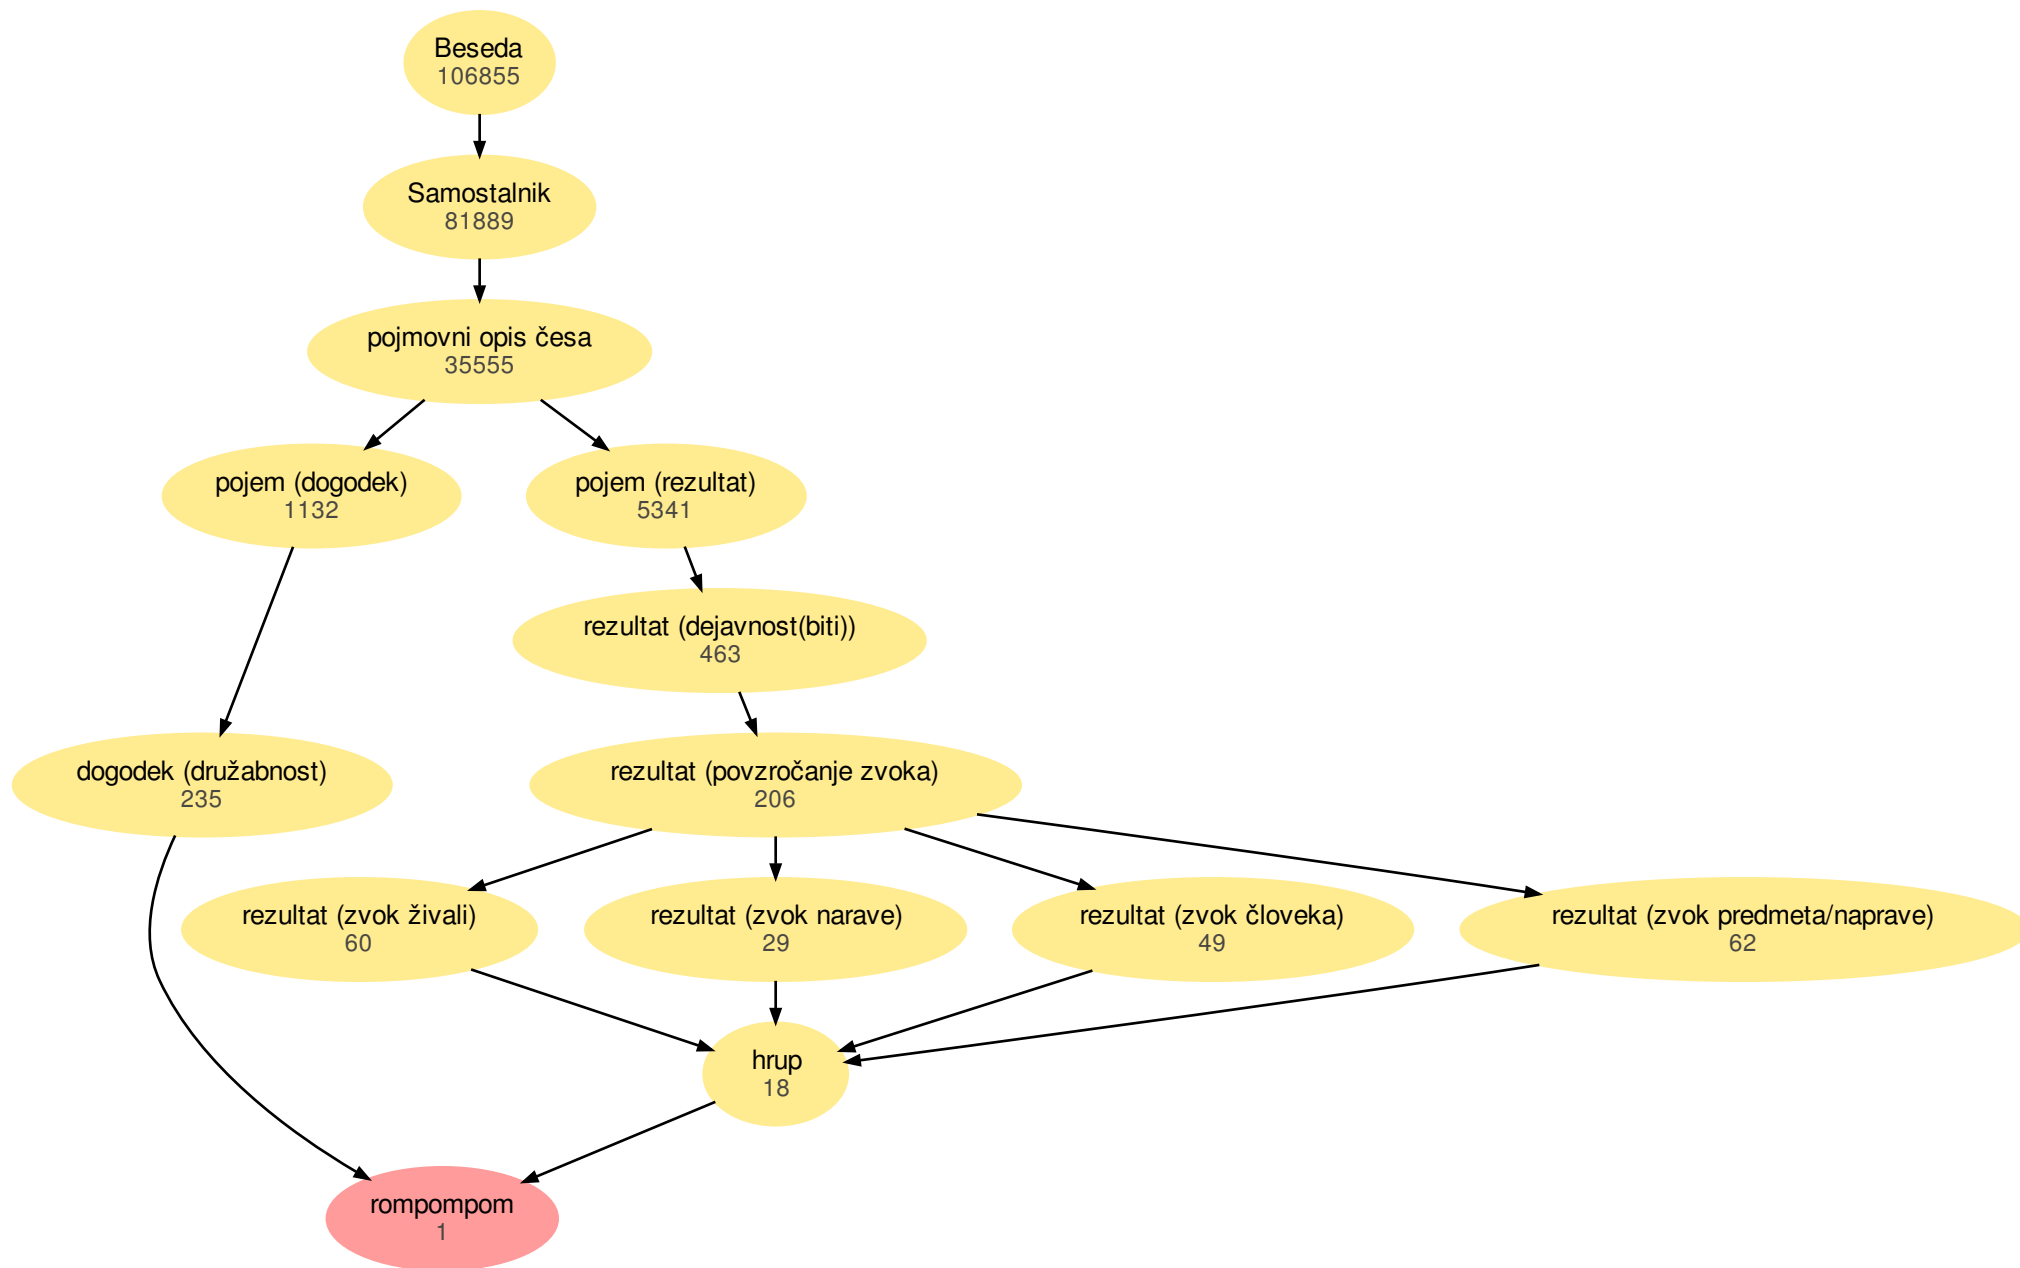 Beseda
106855
Samostalnik
81889
pojmovni opis česa
35555
pojem (dogodek)
1132
pojem (rezultat)
5341
rezultat (dejavnost(biti))
463
dogodek (družabnost)
235
rezultat (povzročanje zvoka)
206
rezultat (zvok živali)
60
rezultat (zvok narave)
29
rezultat (zvok človeka)
49
rezultat (zvok predmeta/naprave)
62
hrup
18
rompompom
1